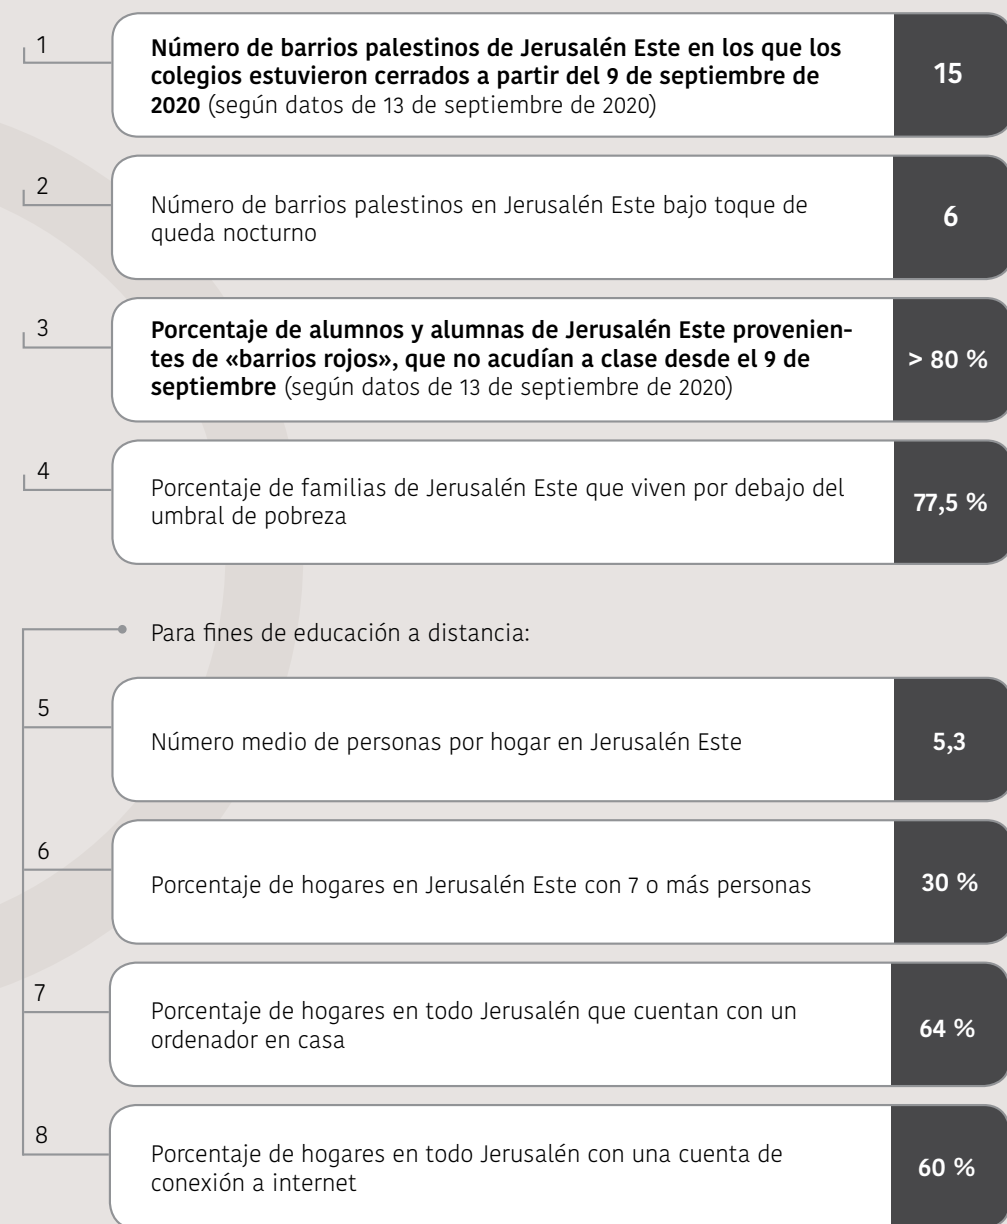 1
Número de barrios palestinos de Jerusalén Este en los que los
colegios estuvieron cerrados a partir del 9 de septiembre de
2020 (según datos de 13 de septiembre de 2020)
15
2
Número de barrios palestinos en Jerusalén Este bajo toque de
queda nocturno
6
3
Porcentaje de alumnos y alumnas de Jerusalén Este provenien-
tes de «barrios rojos», que no acudían a clase desde el 9 de
septiembre (según datos de 13 de septiembre de 2020)
> 80 %
4
Porcentaje de familias de Jerusalén Este que viven por debajo del
umbral de pobreza
77,5 %
Para fines de educación a distancia:
5
Número medio de personas por hogar en Jerusalén Este
5,3
6
Porcentaje de hogares en Jerusalén Este con 7 o más personas
30 %
7
Porcentaje de hogares en todo Jerusalén que cuentan con un
ordenador en casa
64 %
8
Porcentaje de hogares en todo Jerusalén con una cuenta de
conexión a internet
60 %